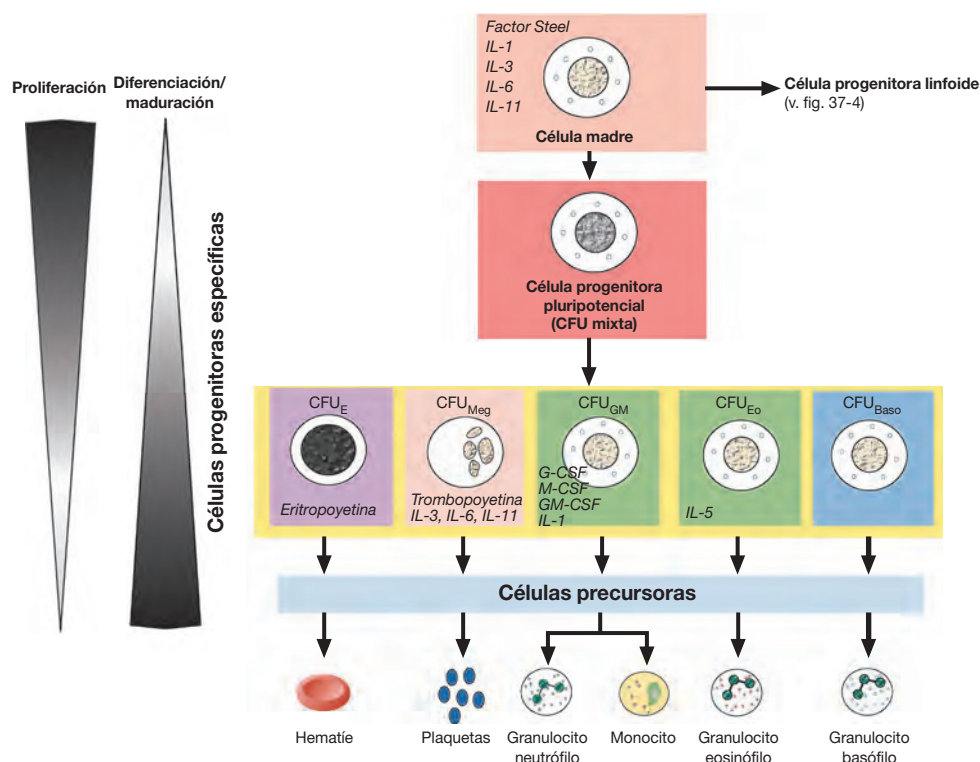 Proliferación
Diferenciación/
maduración
Factor Steel
IL-1
IL-3
IL-6
IL-11
Célula madre
Célula progenitora linfoide
(v. fig. 37-4)
Célula progenitora
pluripotencial
(CFU mixta)
Células progenitoras específicas
CFUE
Eritropoyetina
CFUMeg
Trombopoyetina
IL-3, IL-6, IL-11
CFUGM
G-CSF
M-CSF
GM-CSF
IL-1
CFUEo
IL-5
CFUBaso
Células precursoras
Hematíe
Plaquetas
Granulocito
neutrófilo
Monocito
Granulocito
eosinófilo
Granulocito
basófilo